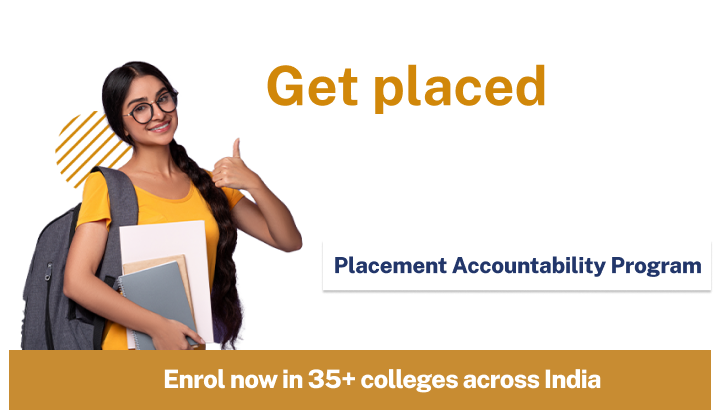 Get placed
Placement Accountability Program
Enrol now in 35+ colleges across India